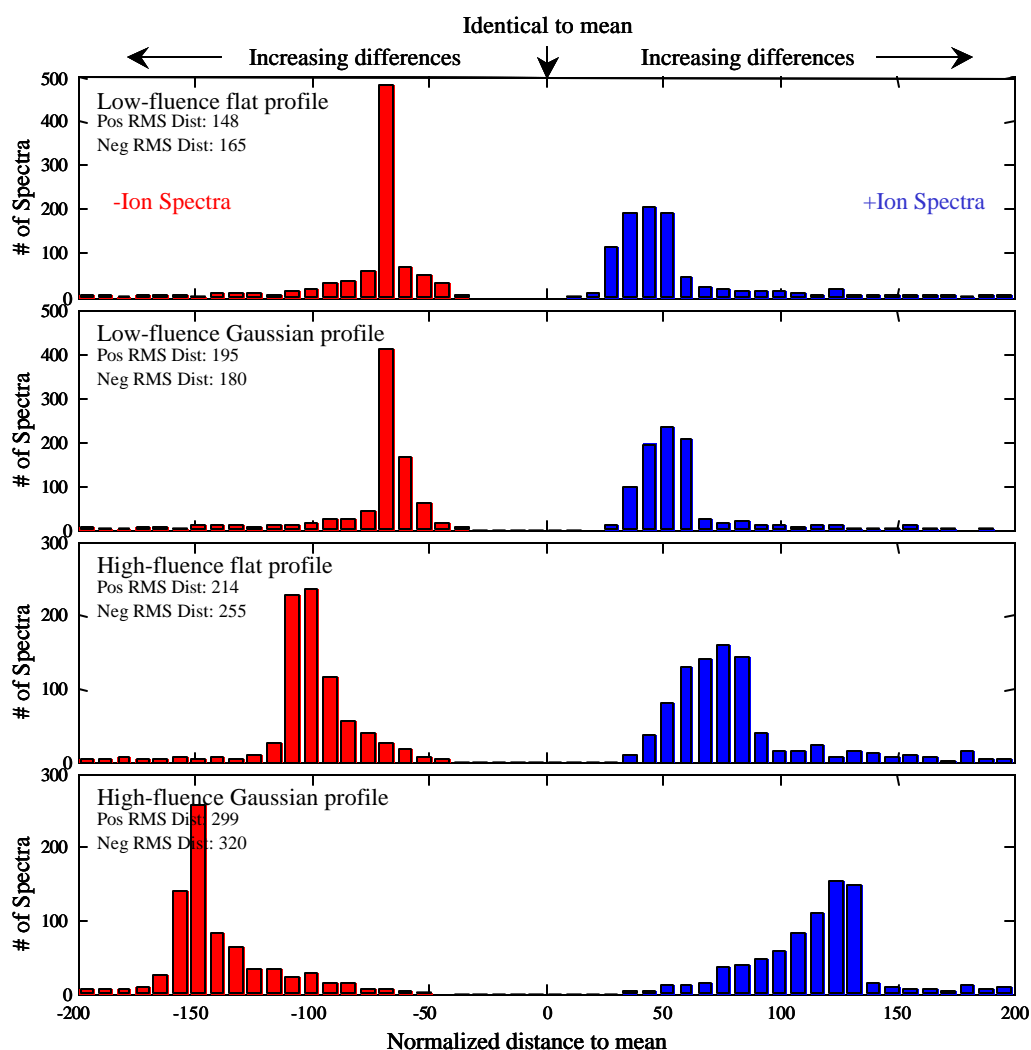 Identical to mean
Increasing differences Increasing differences
500
Low-fluence flat profile
Pos RMS Dist: 148
400
Neg RMS Dist: 165
300
-Ion Spectra +Ion Spectra
200
100
0
# of Spectra
500
Low-fluence Gaussian profile
Pos RMS Dist: 195
400
Neg RMS Dist: 180
300
200
100
0
# of Spectra
300
High-fluence flat profile
Pos RMS Dist: 214
Neg RMS Dist: 255
200
100
0
# of Spectra
300
High-fluence Gaussian profile
Pos RMS Dist: 299
Neg RMS Dist: 320
200
100
0
# of Spectra
-200 -150 -100 -50 0 50 100 150 200
Normalized distance to mean